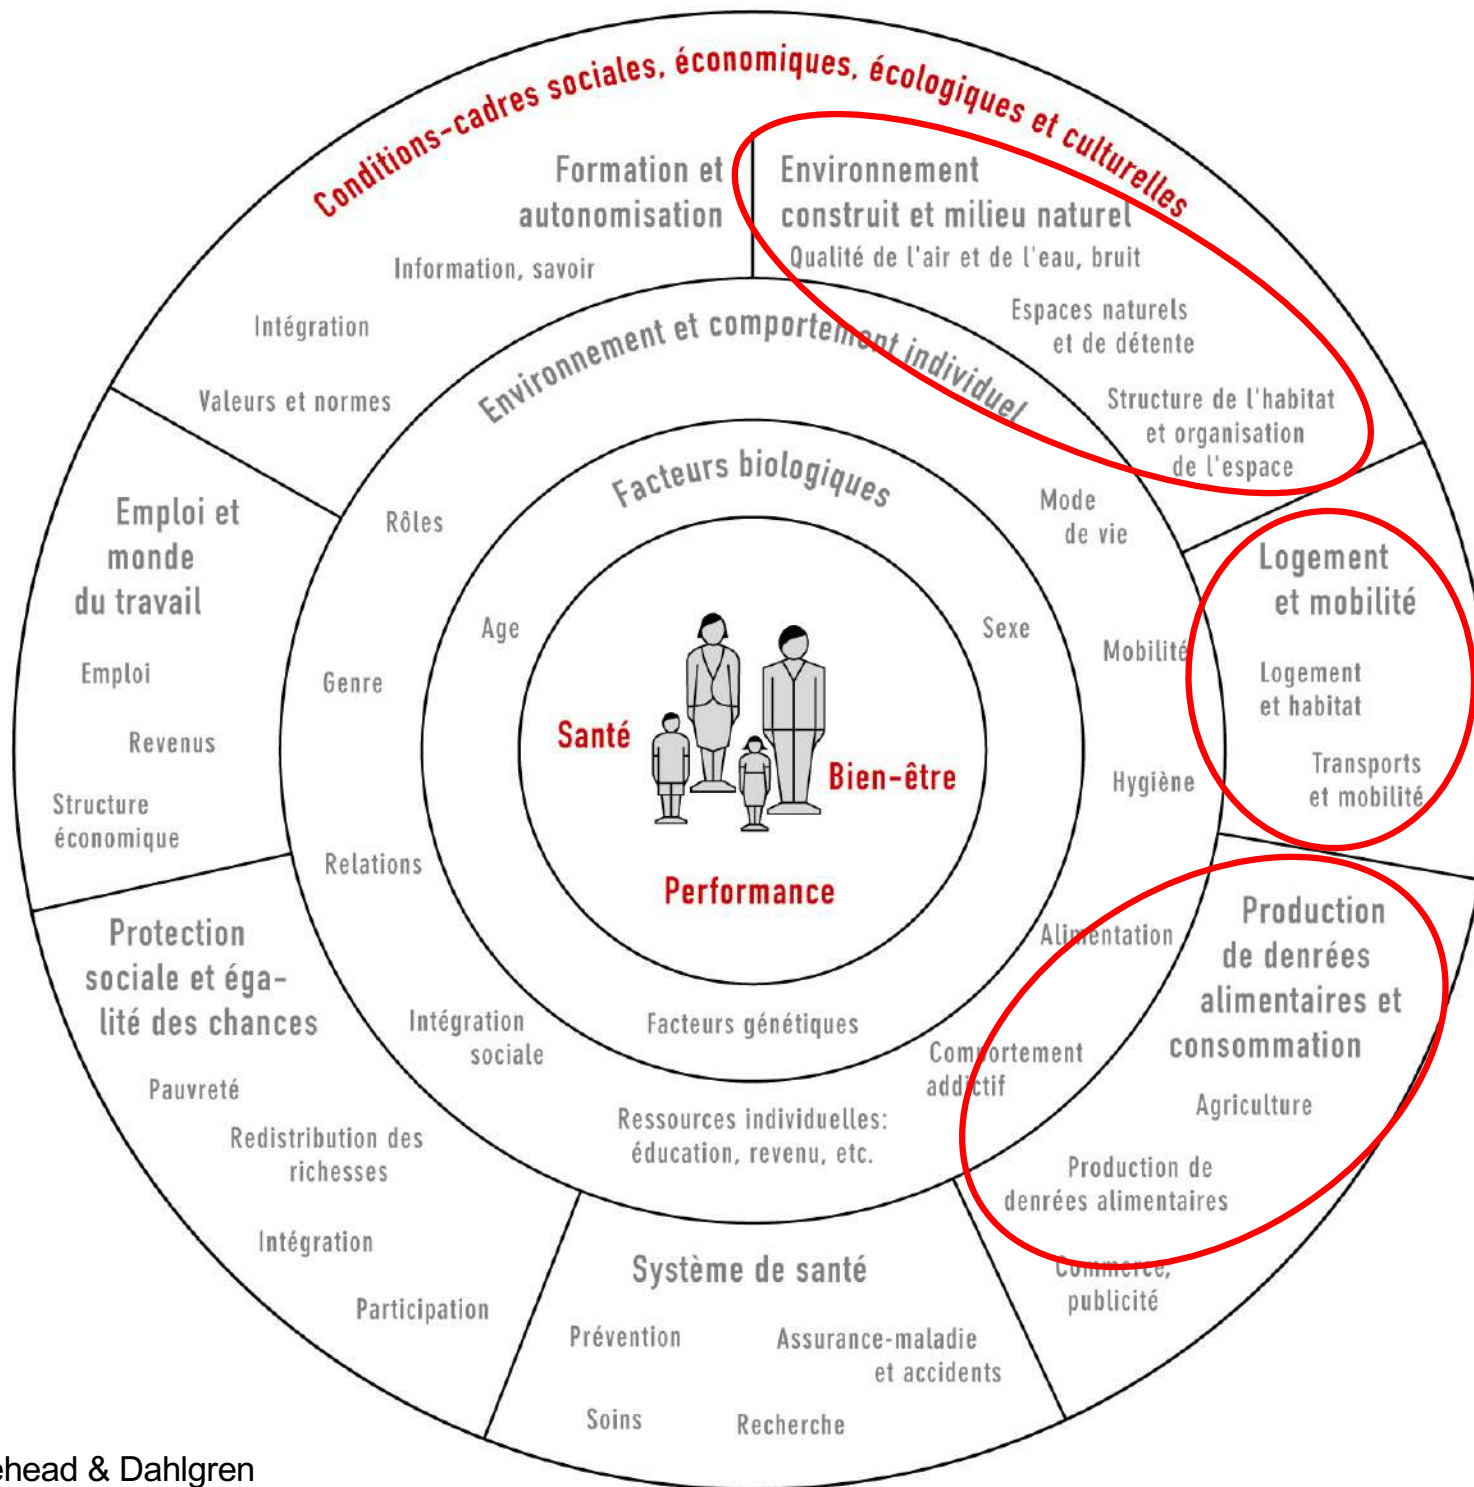 Conditions-cadres sociales, économiques, écologiques et culturelles
Formation et
autonomisation
Information, savoir
Intégration
Valeurs et normes
Environnement
construit et milieu naturel
Qualité de l'air et de l'eau, bruit
Espaces naturels
et de détente
Structure de l'habitat
et organisation
de l'espace
Logement
et mobilité
Logement
et habitat
Transports
et mobilité
Production
de denrées
alimentaires et
consommation
Agriculture
Production de
denrées alimentaires
Commerce,
publicité
Système de santé
Prévention
Assurance-maladie
et accidents
Soins
Recherche
Protection
sociale et éga-
lité des chances
Pauvreté
Redistribution des
richesses
Intégration
Participation
Emploi et
monde
du travail
Emploi
Revenus
Structure
économique
Environnement et comportement individuel
Rôles
Genre
Relations
Intégration
sociale
Ressources individuelles:
éducation, revenu, etc.
Comportement
addictif
Alimentation
Hygiène
Mobilité
Mode
de vie
Facteurs biologiques
Age
Sexe
Facteurs génétiques
Santé
Bien-être
Performance
ehead & Dahlgren